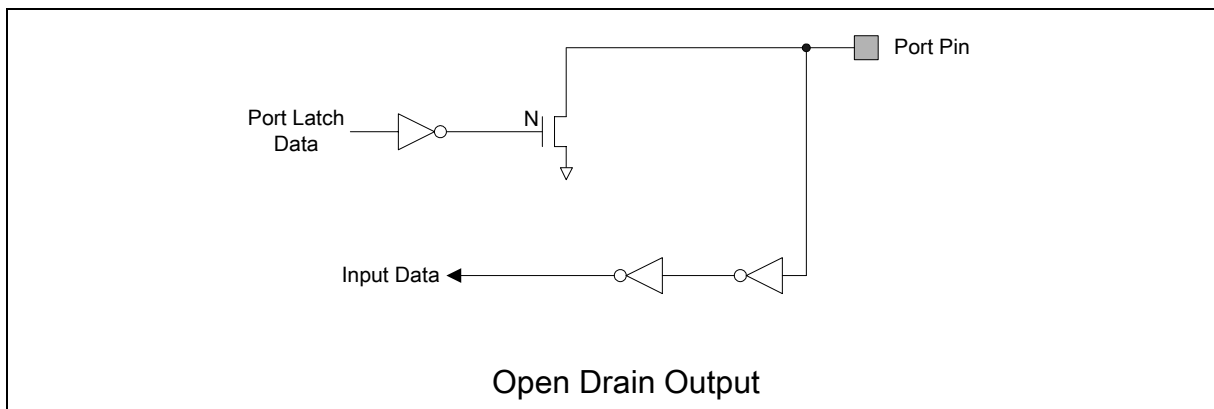 Port Pin
Port Latch
Data
N
Input Data
Open Drain Output